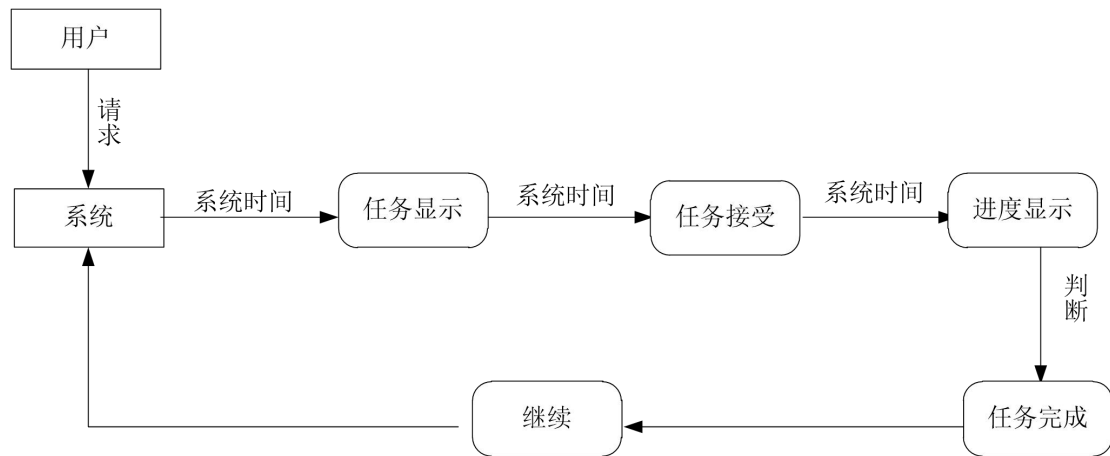 用户
请求
系统
系统时间
任务显示
系统时间
任务接受
系统时间
进度显示
判断
继续
任务完成